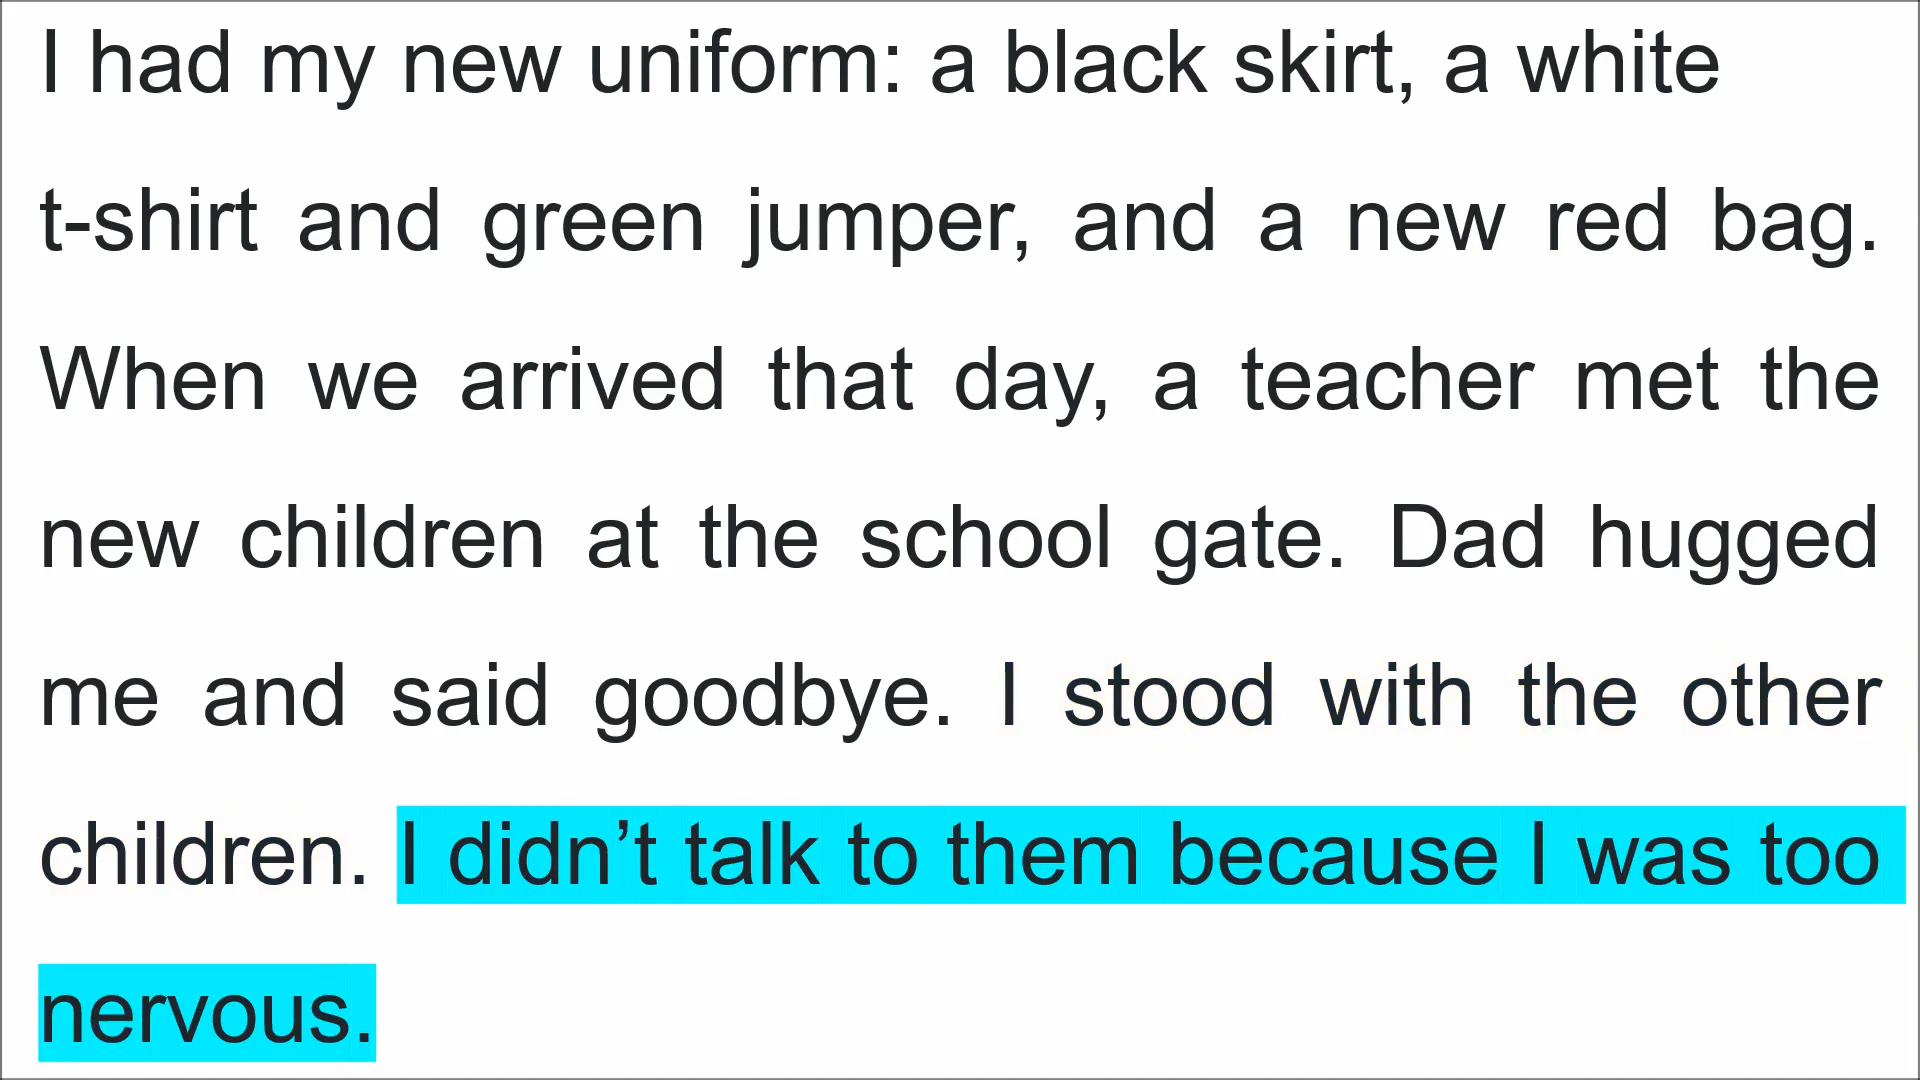 I had my new uniform: a black skirt, a white
t-shirt and green jumper, and a new red bag.
When we arrived that day, a teacher met the
new children at the school gate. Dad hugged
me and said goodbye. I stood with the other
children. I didn’t talk to them because I was too
nervous.